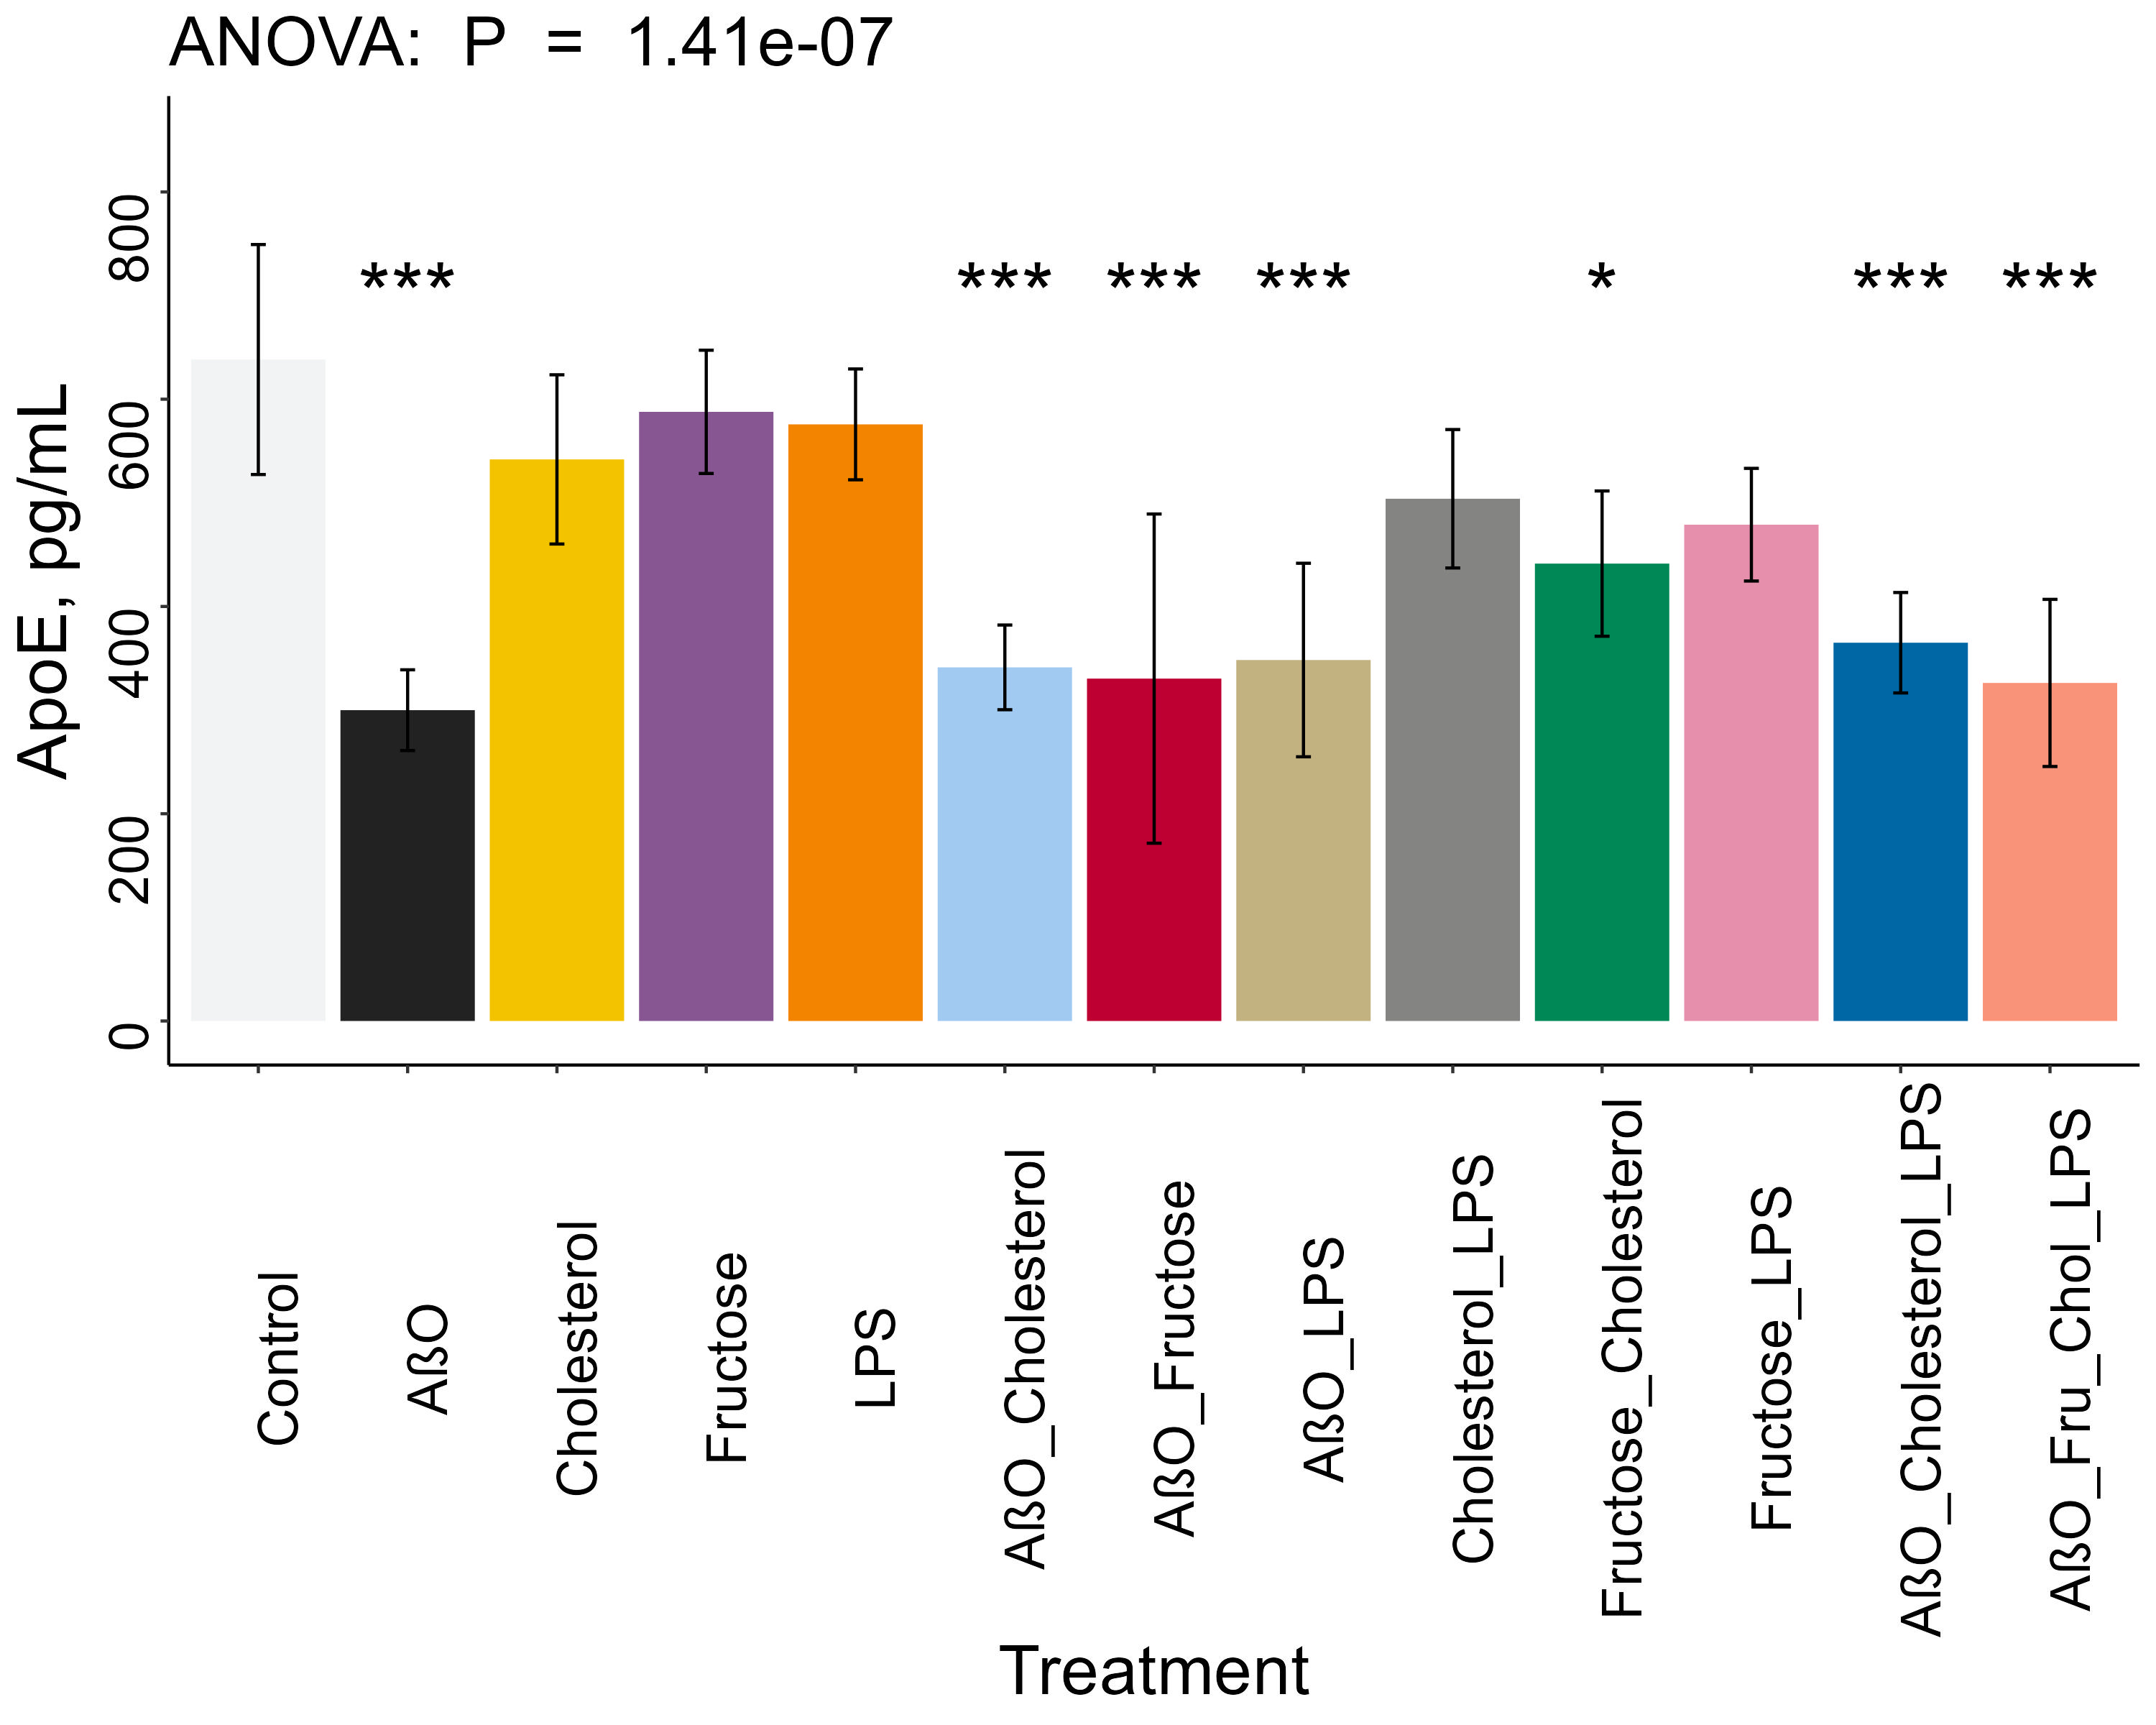 ANOVA: P = 1.41e-07
ApoE, pg/mL
800
600
400
200
0
***
***
***
***
*
***
***
Control
AßO
Cholesterol
Fructose
LPS
AßO_Cholesterol
AßO_Fructose
AßO_LPS
Cholesterol_LPS
Fructose_Cholesterol
Fructose_LPS
AßO_Cholesterol_LPS
AßO_Fru_Chol_LPS
Treatment